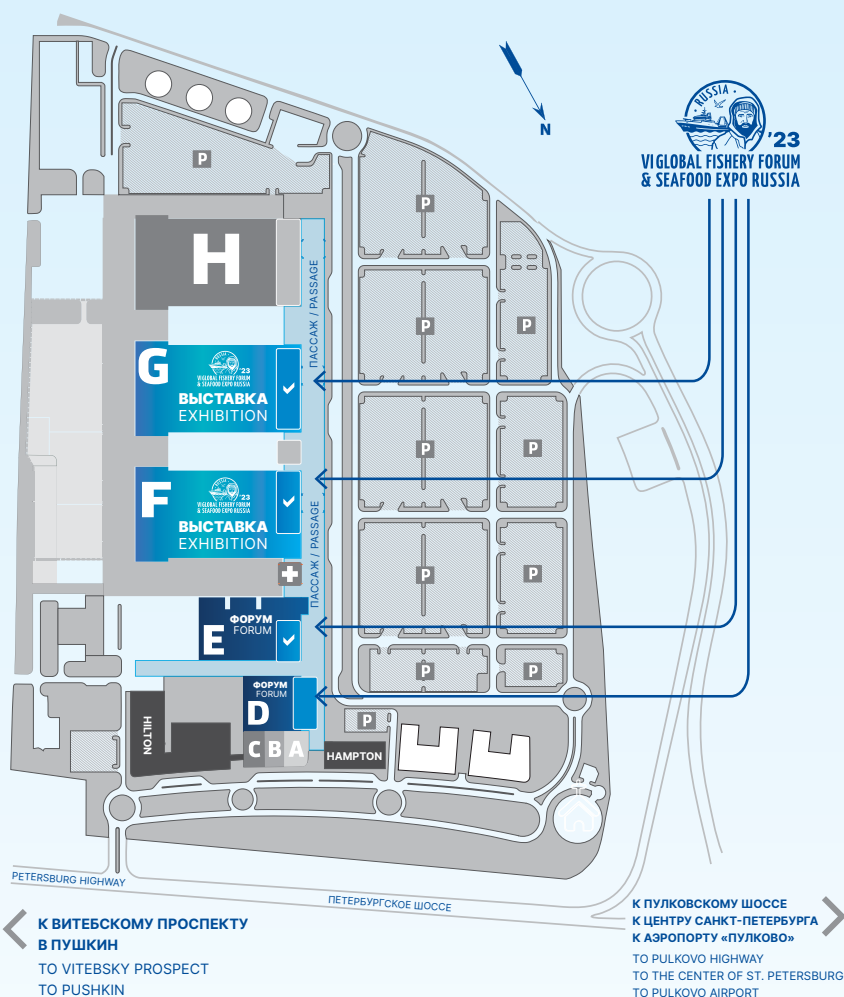 N
RUSSIA
'23
VI GLOBAL FISHERY FORUM
& SEAFOOD EXPO RUSSIA
P
P
P
P
P
P
P
P
P
P
P
H
ПАССАЖ / PASSAGE
G
'23
VI GLOBAL FISHERY FORUM
& SEAFOOD EXPO RUSSIA
ВЫСТАВКА
EXHIBITION
F
'23
VI GLOBAL FISHERY FORUM
& SEAFOOD EXPO RUSSIA
ВЫСТАВКА
EXHIBITION
ПАССАЖ / PASSAGE
E
ФОРУМ
FORUM
ФОРУМ
FORUM
D
HILTON
C B A
HAMPTON
PETERSBURG HIGHWAY
ПЕТЕРБУРГСКОЕ ШОССЕ
К ВИТЕБСКОМУ ПРОСПЕКТУ
В ПУШКИН
TO VITEBSKY PROSPECT
TO PUSHKIN
К ПУЛКОВСКОМУ ШОССЕ
К ЦЕНТРУ САНКТ-ПЕТЕРБУРГА
К АЭРОПОРТУ «ПУЛКОВО»
TO PULKOVO HIGHWAY
TO THE CENTER OF ST. PETERSBURG
TO PULKOVO AIRPORT